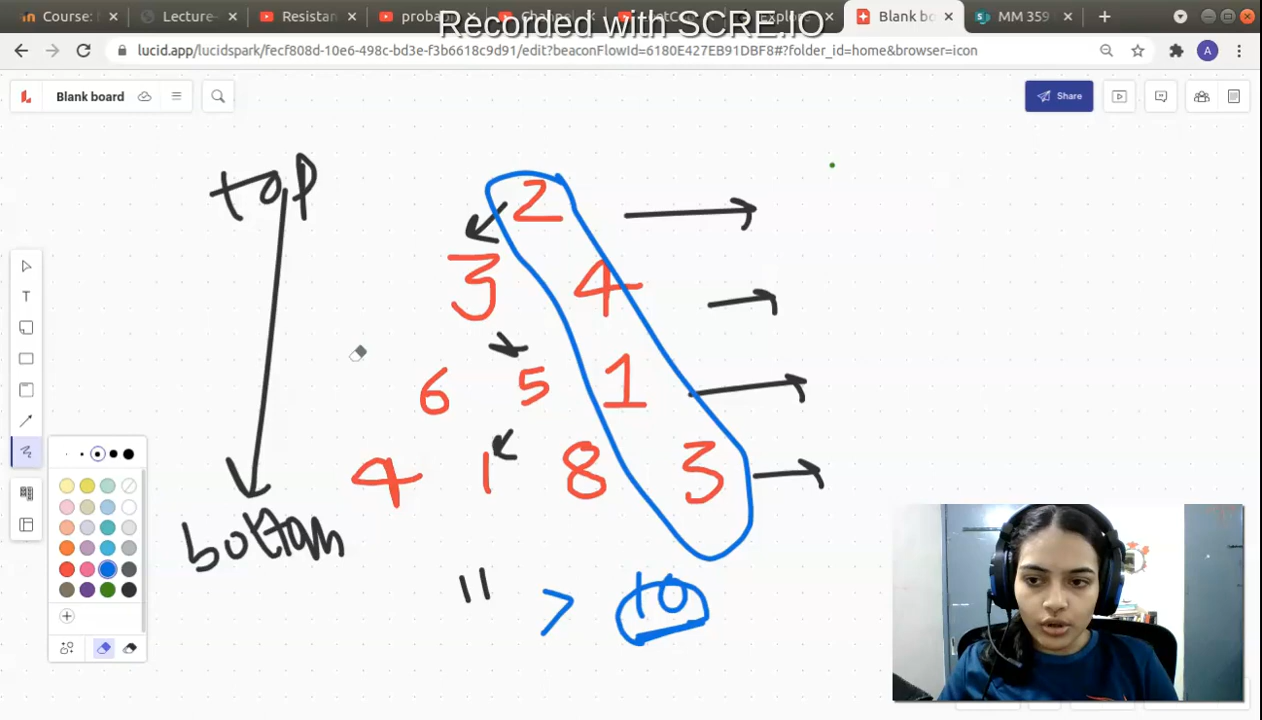 Course: 
Lecture-
Resistan
proba
Explore
Blank bo
MM 359
Recorded with SCRE.IO
lucid.app/lucidspark/fecf808d-10e6-498c-bd3e-f3b6618c9d91/edit?beaconFlowId=6180E427EB91DBF8#?folder_id=home&browser=icon
A
Blank board
Share
top
2
3 4
T
6 5 1
4 1 8 3
bottom
11 > 10